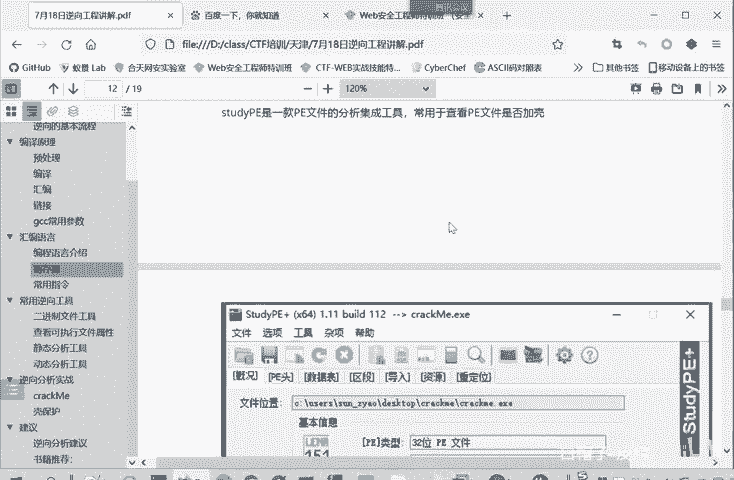 腾讯会议
7月18日逆向工程讲解.pdf
百度一下，你就知道
Web安全工程师特训班
file:///D:/class/CTF培训/天津/7月18日逆向工程讲解.pdf
GitHub 蚁景 Lab 合天网安实验室 Web安全工程师特训班 CTF-WEB实战技能特... CyberChef ASCII码对照表 其他书签 移动设备上的书签
12 / 19
120%
studyPE是一款PE文件的分析集成工具，常用于查看PE文件是否加壳
逆向的基本流程
编译原理
预处理
编译
汇编
链接
gcc常用参数
汇编语言
编程语言介绍
常用指令
常用逆向工具
二进制文件工具
查看可执行文件属性
静态分析工具
动态分析工具
逆向分析实战
crackMe
壳保护
建议
逆向分析建议
书籍推荐：
StudyPE+ (x64) 1.11 build 112 --> crackMe.exe
文件 选项 工具 杂项 帮助
[概况] [PE头] [数据表] [区段] [导入] [资源] [重定位]
文件位置: c:\users\sun_zyao\desktop\crackme\crackme.exe
基本信息
[PE]类型: 32位 PE 文件
StudyPE+